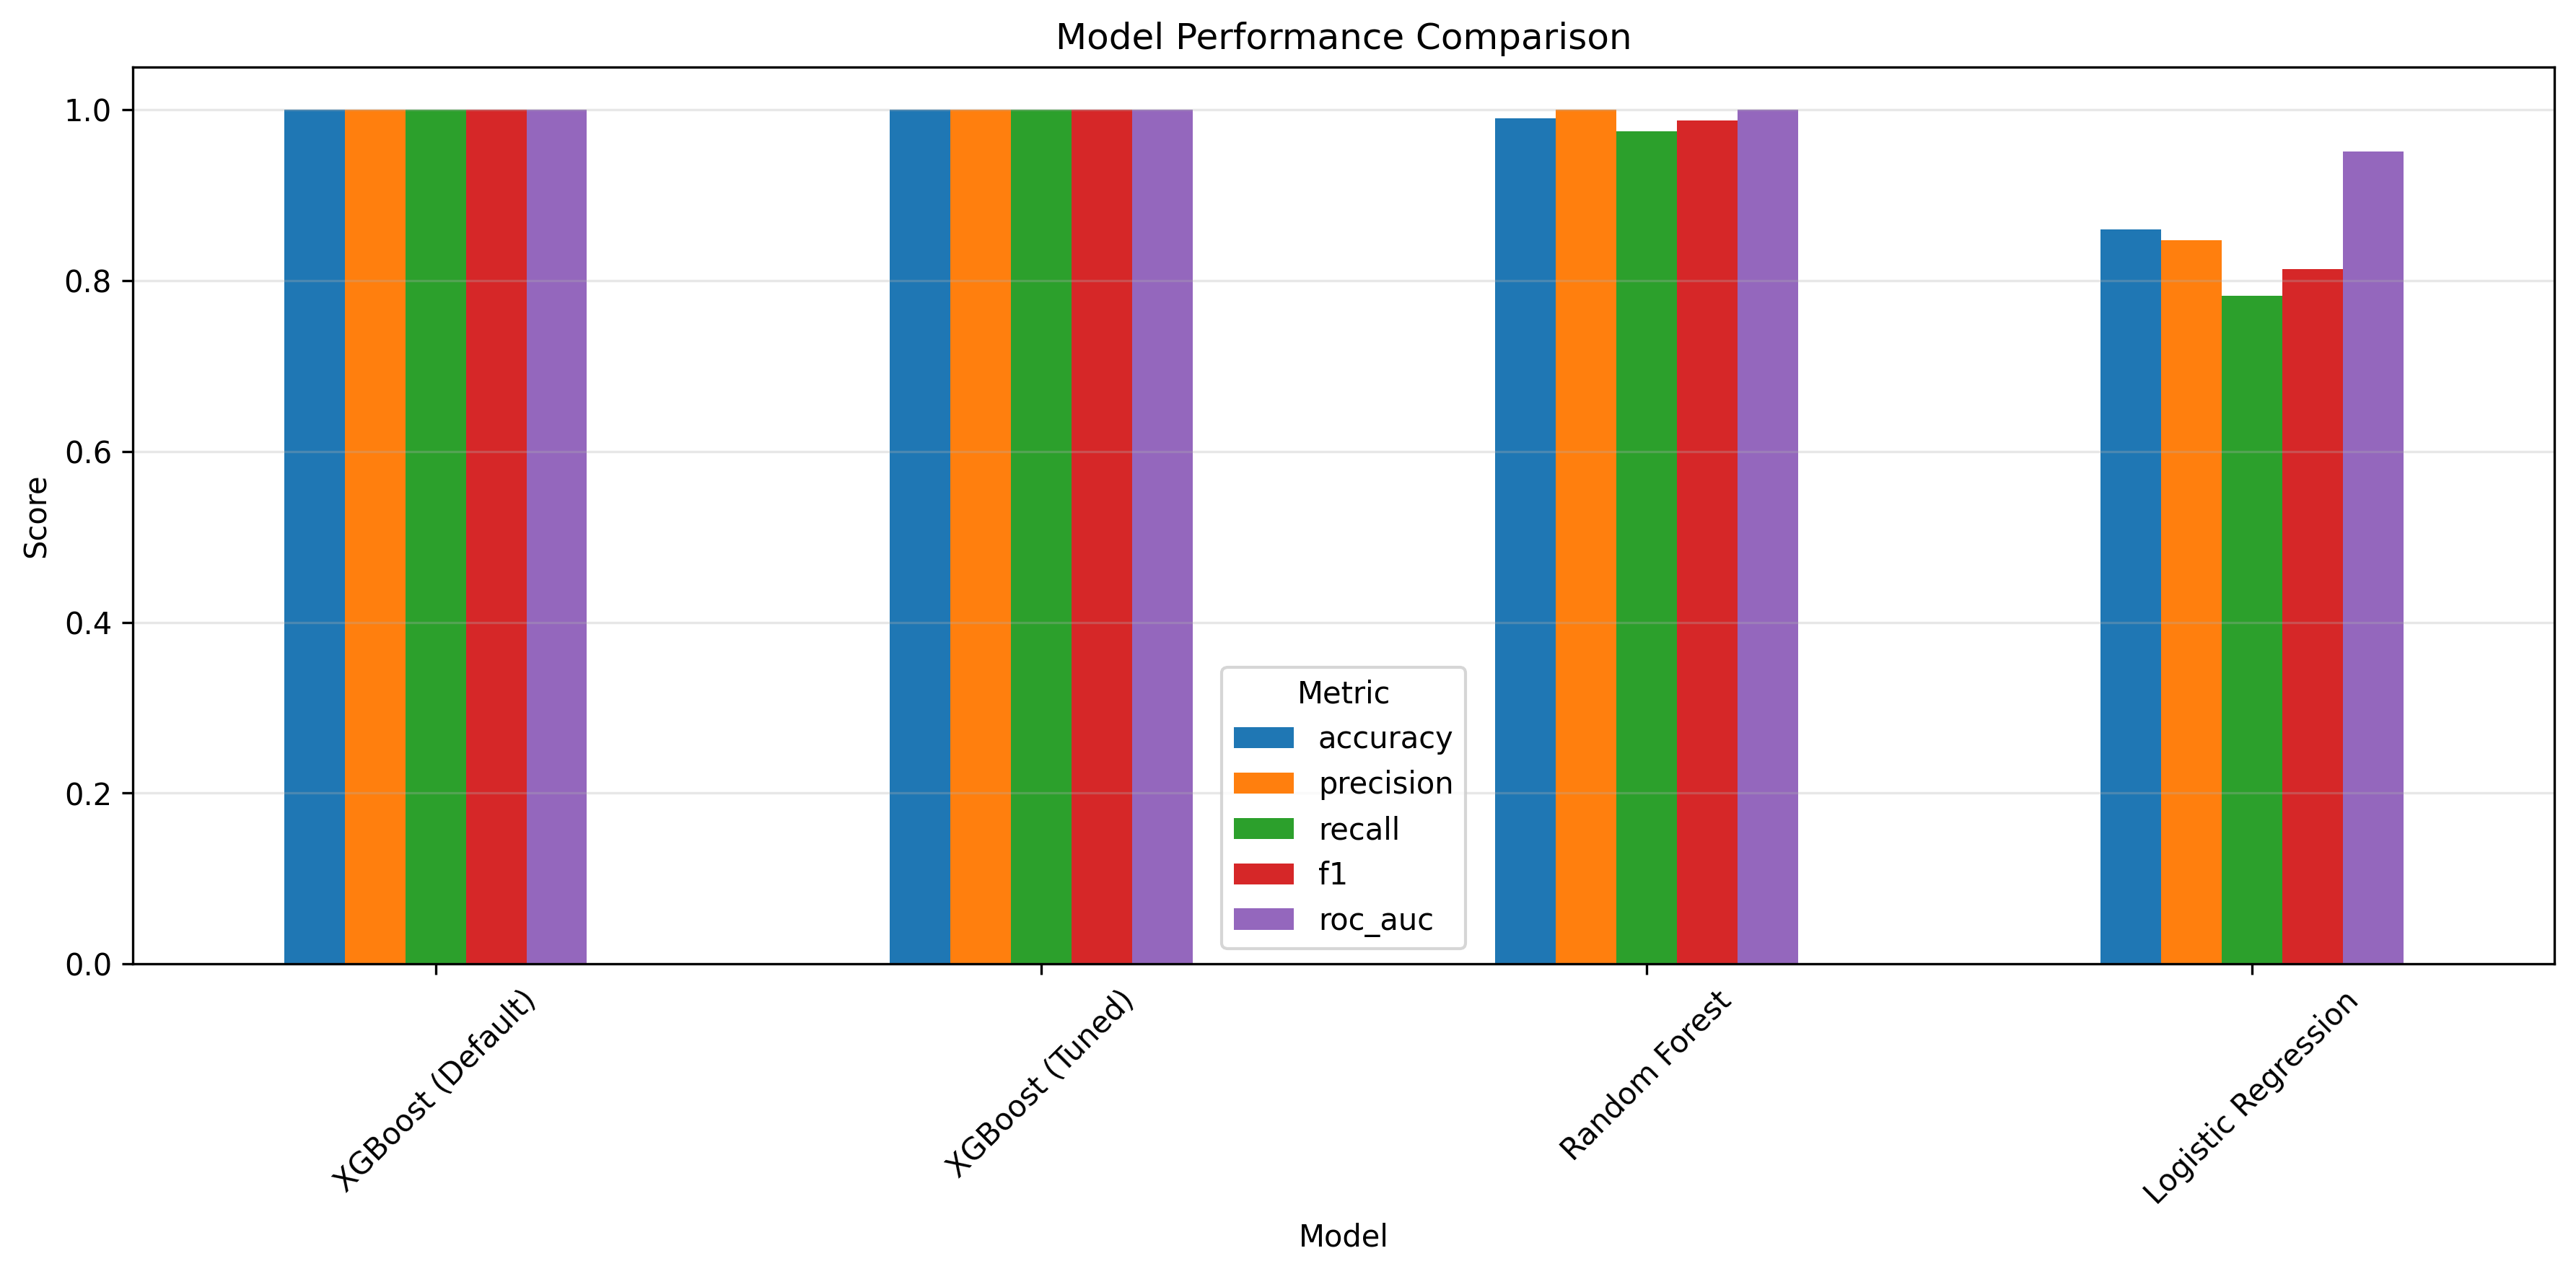 Model Performance Comparison
Score
1.0
0.8
0.6
0.4
0.2
0.0
Metric
accuracy
precision
recall
f1
roc_auc
XGBoost (Default)
XGBoost (Tuned)
Random Forest
Logistic Regression
Model